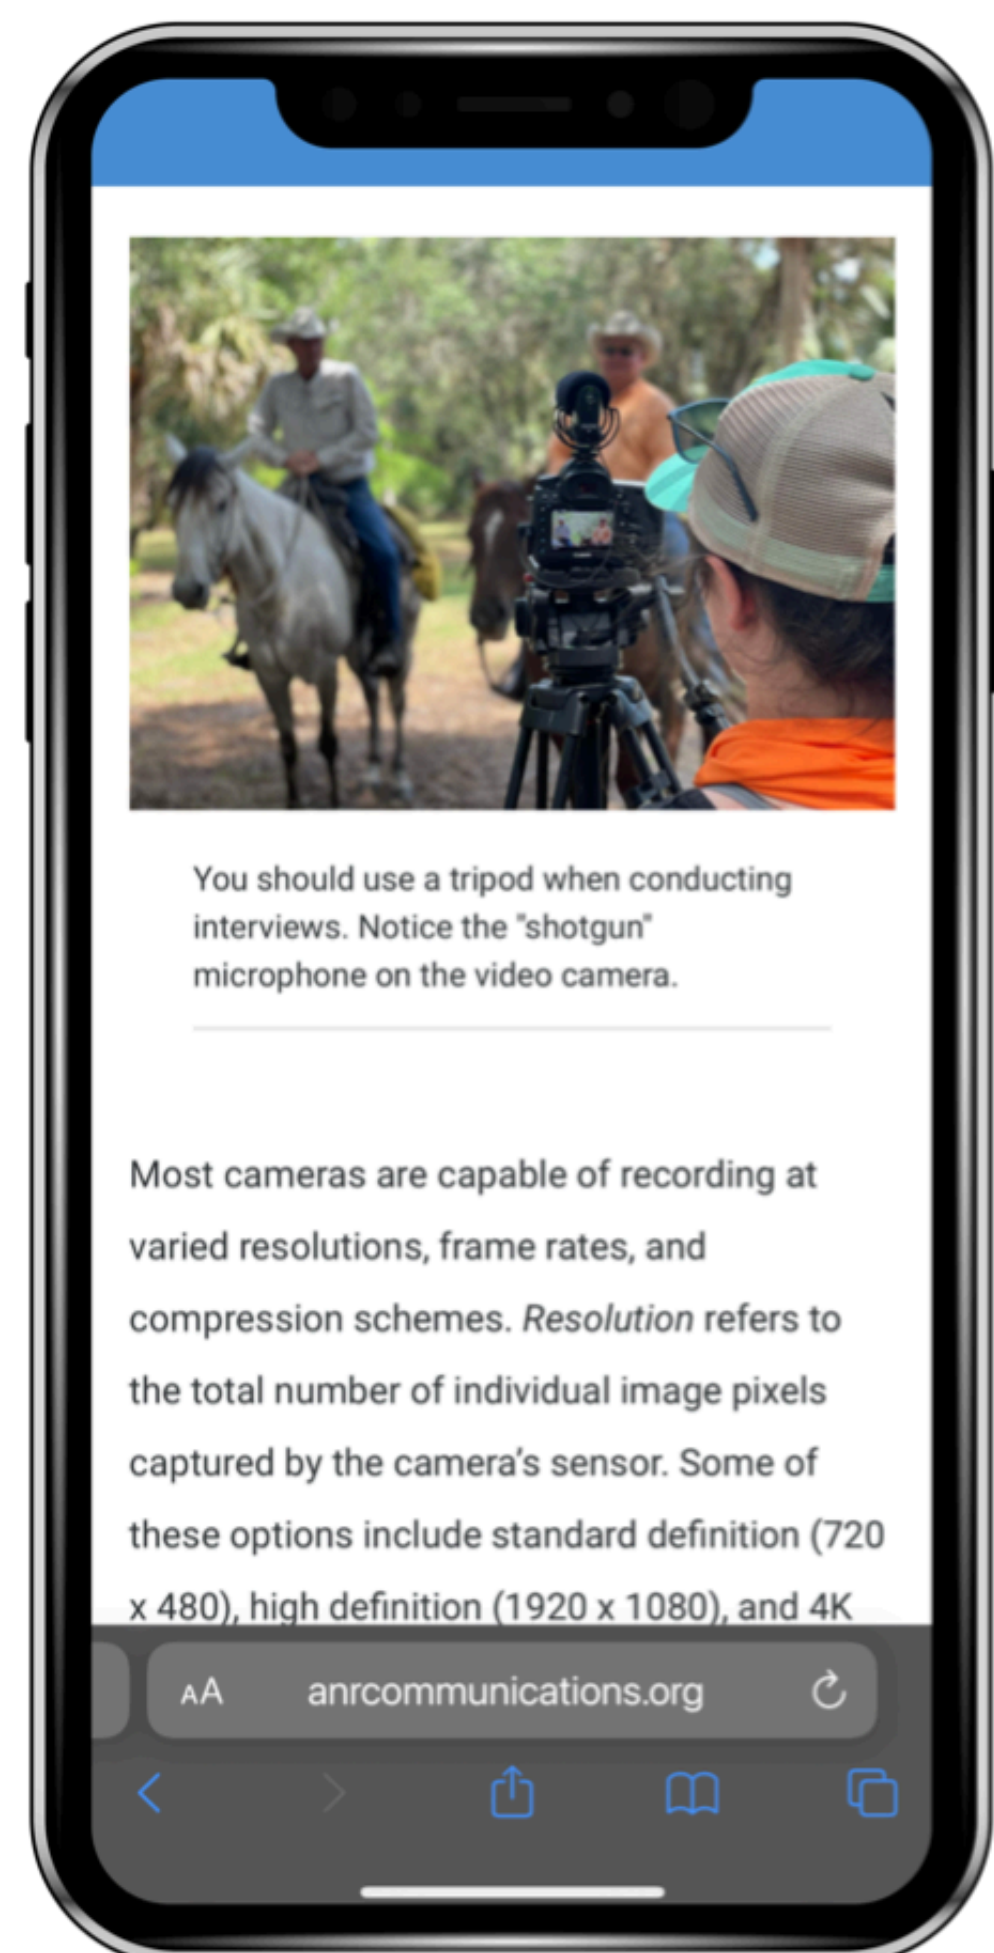 You should use a tripod when conducting
interviews. Notice the "shotgun"
microphone on the video camera.
Most cameras are capable of recording at
varied resolutions, frame rates, and
compression schemes. Resolution refers to
the total number of individual image pixels
captured by the camera's sensor. Some of
these options include standard definition (720
x 480), high definition (1920 x 1080), and 4K
AA anrcommunications.org